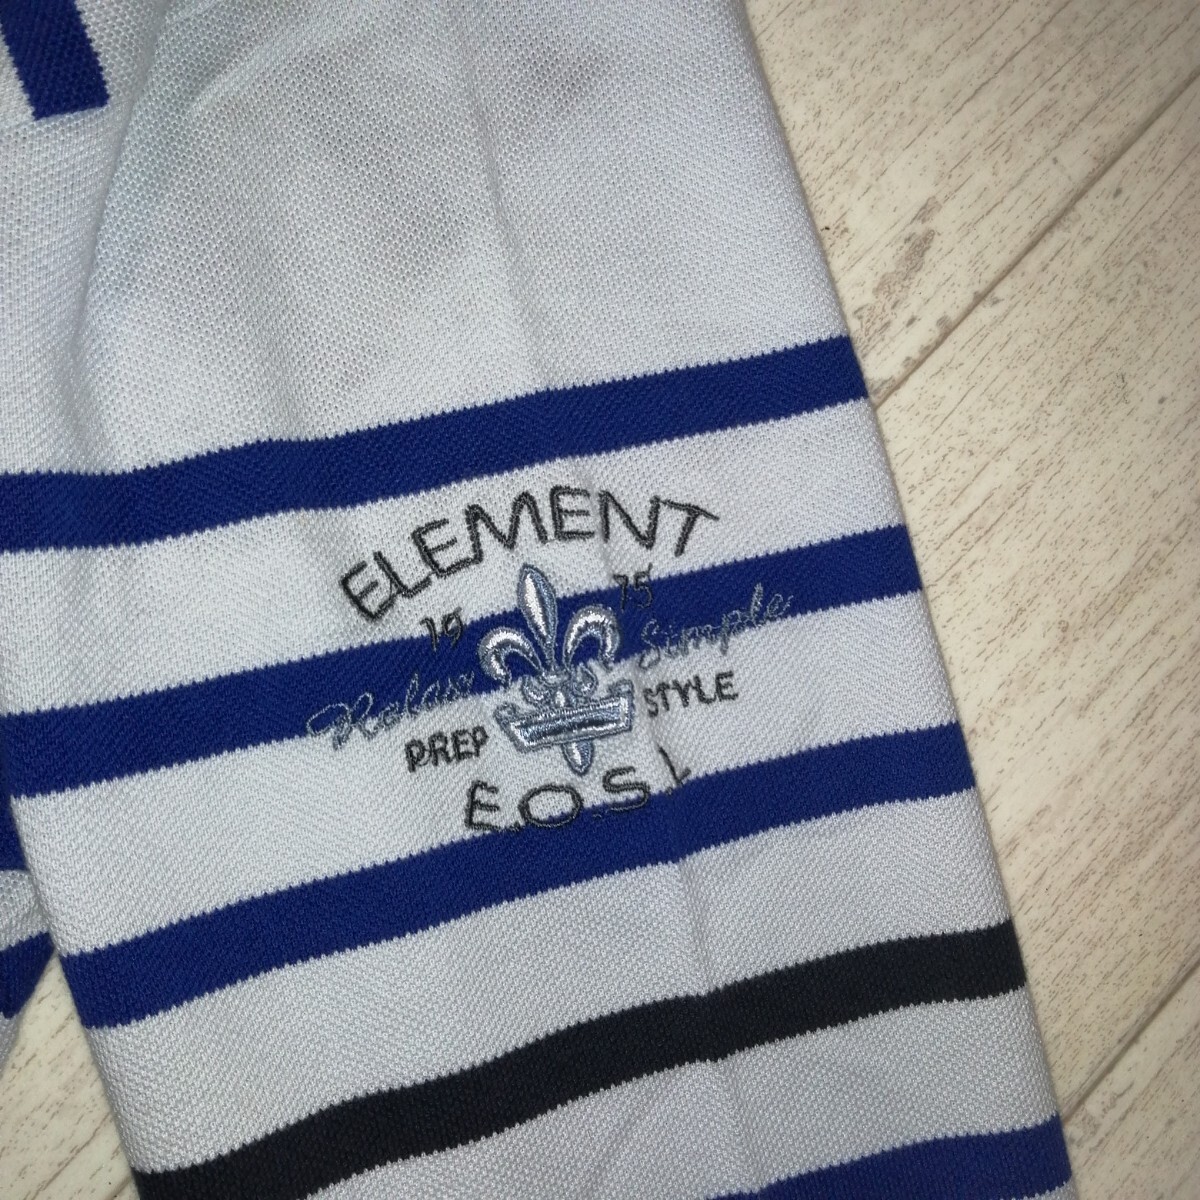 ELEMENT
19 75
Relax Simple
PREP STYLE
E.O.S.L